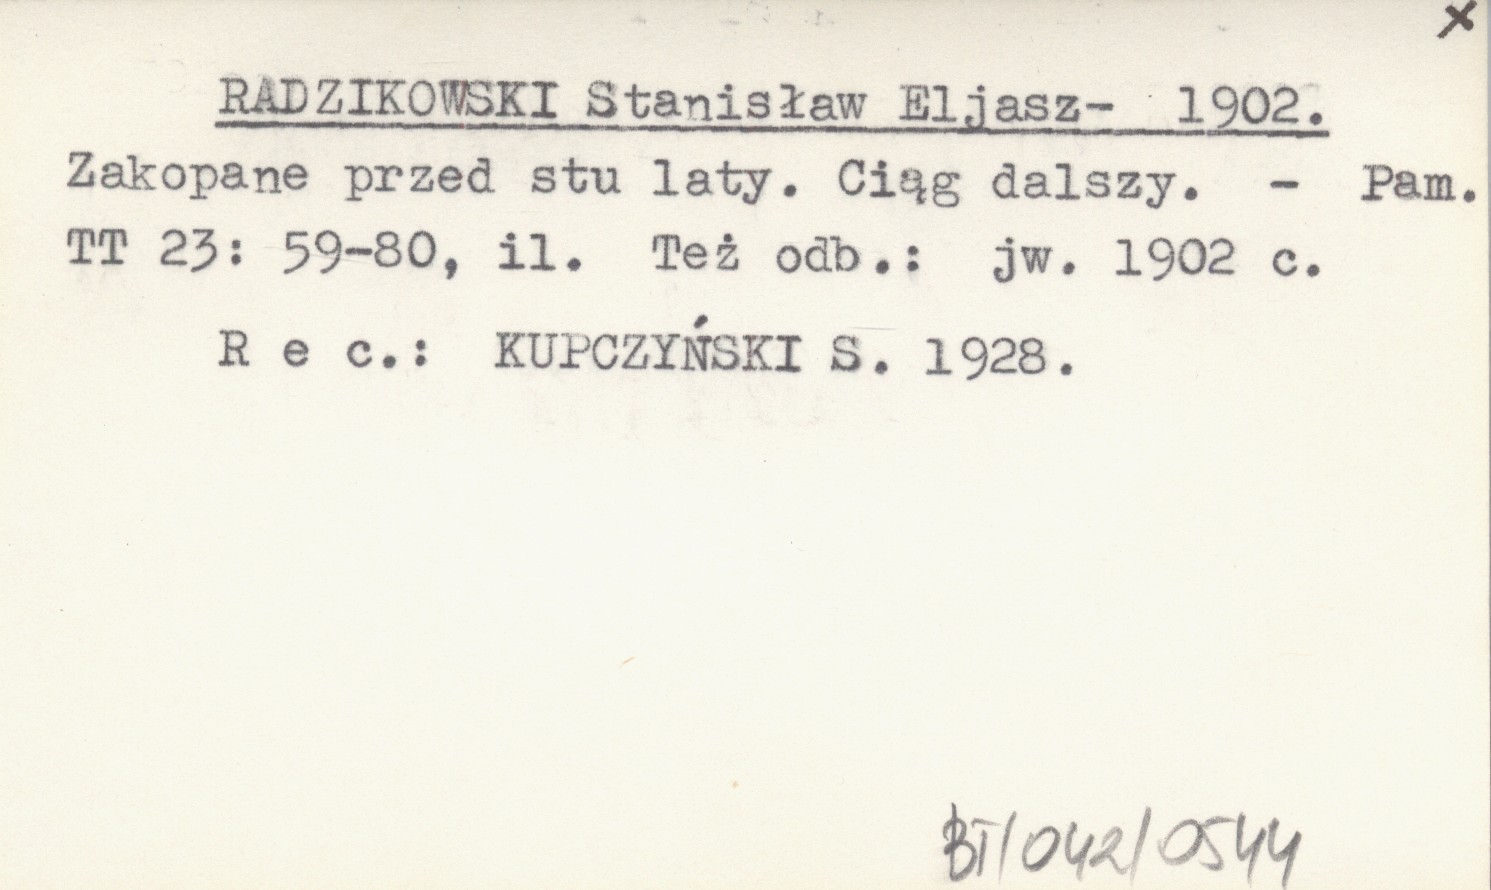 x
RADZIKOWSKI Stanisław Eljasz- 1902.
Zakopane przed stu laty. Ciąg dalszy. - Pam.
TT 23: 59-80, il. Też odb.: jw. 1902 c.
R e c.: KUPCZYŃSKI S. 1928.
BT/042/0544